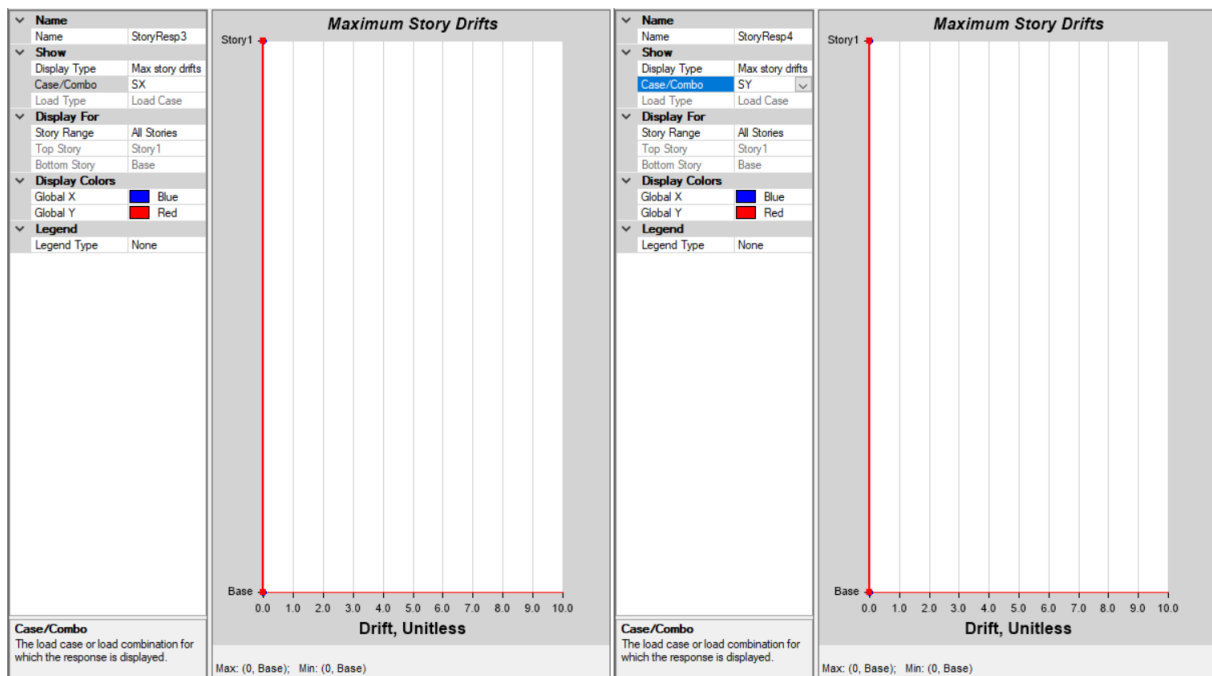 Name
Name StoryResp3
Show
Display Type Max story drifts
Case/Combo SX
Load Type Load Case
Display For
Story Range All Stories
Top Story Story1
Bottom Story Base
Display Colors
Global X Blue
Global Y Red
Legend
Legend Type None
Case/Combo
The load case or load combination for
which the response is displayed.
Maximum Story Drifts
Story1
Base
0.0 1.0 2.0 3.0 4.0 5.0 6.0 7.0 8.0 9.0 10.0
Drift, Unitless
Max: (0, Base); Min: (0, Base)
Name
Name StoryResp4
Show
Display Type Max story drifts
Case/Combo SY
Load Type Load Case
Display For
Story Range All Stories
Top Story Story1
Bottom Story Base
Display Colors
Global X Blue
Global Y Red
Legend
Legend Type None
Case/Combo
The load case or load combination for
which the response is displayed.
Maximum Story Drifts
Story1
Base
0.0 1.0 2.0 3.0 4.0 5.0 6.0 7.0 8.0 9.0 10.0
Drift, Unitless
Max: (0, Base); Min: (0, Base)